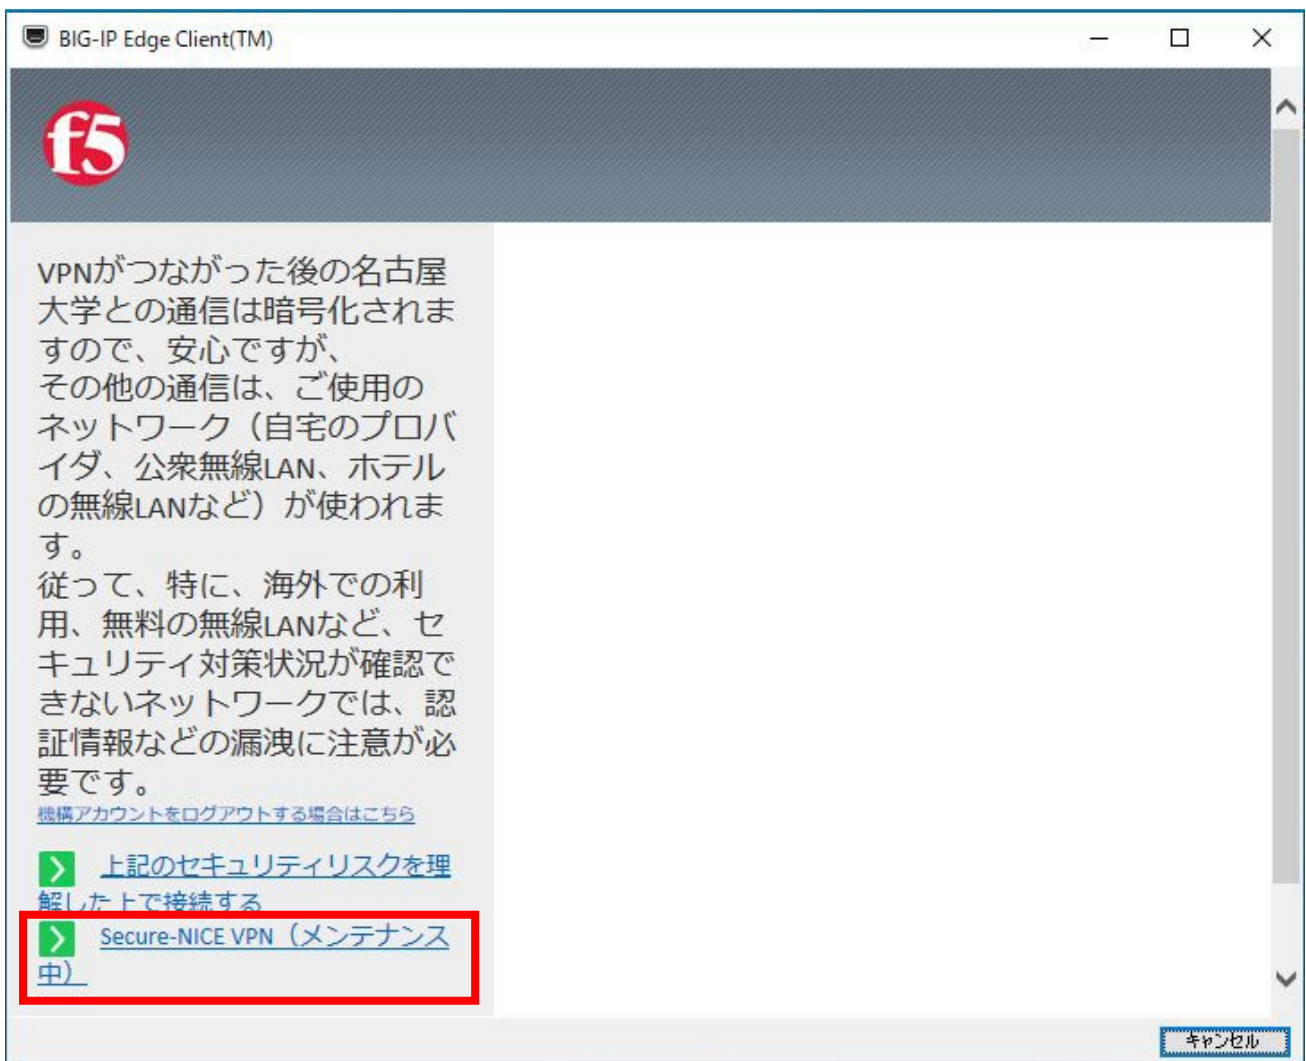 BIG-IP Edge Client(TM)
f5
VPNがつながった後の名古屋
大学との通信は暗号化されま
すので、安心ですが、
その他の通信は、ご使用の
ネットワーク（自宅のプロバ
イダ、公衆無線LAN、ホテル
の無線LANなど）が使われま
す。
従って、特に、海外での利
用、無料の無線LANなど、セ
キュリティ対策状況が確認で
きないネットワークでは、認
証情報などの漏洩に注意が必
要です。
機構アカウントをログアウトする場合はこちら
上記のセキュリティリスクを理
解した上で接続する
Secure-NICE VPN（メンテナンス
中）
キャンセル